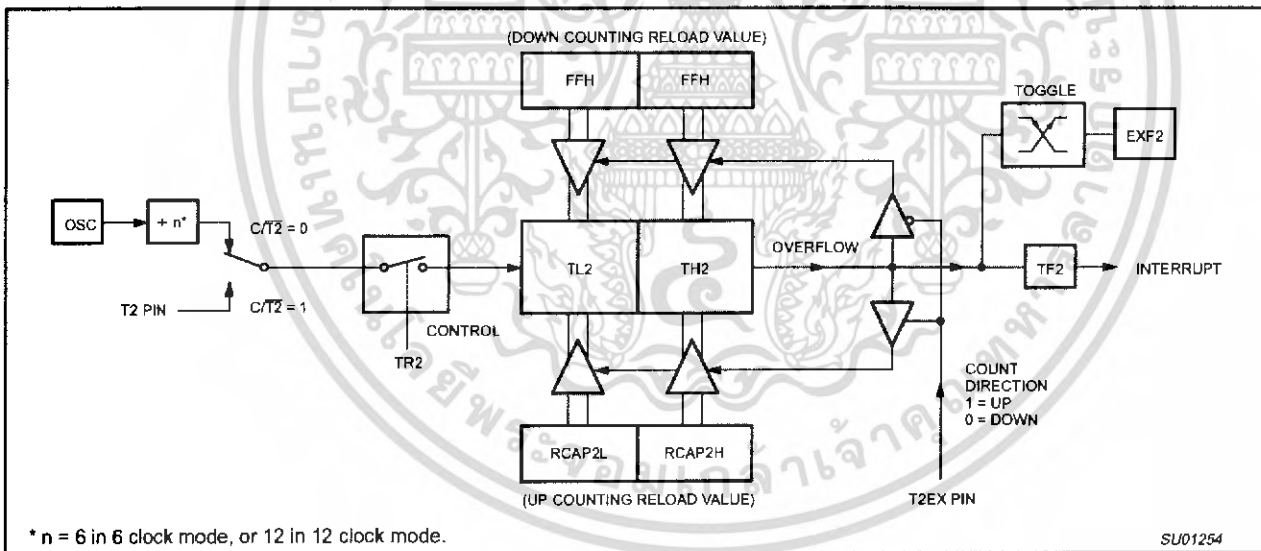 (DOWN COUNTING RELOAD VALUE)
FFH FFH
TOGGLE
EXF2
OSC
÷ n*
C/T̅2̅ = 0
TL2
TH2
OVERFLOW
TF2
INTERRUPT
T2 PIN
C/T̅2̅ = 1
CONTROL
TR2
COUNT
DIRECTION
1 = UP
0 = DOWN
RCAP2L
RCAP2H
(UP COUNTING RELOAD VALUE)
T2EX PIN
* n = 6 in 6 clock mode, or 12 in 12 clock mode.
SU01254